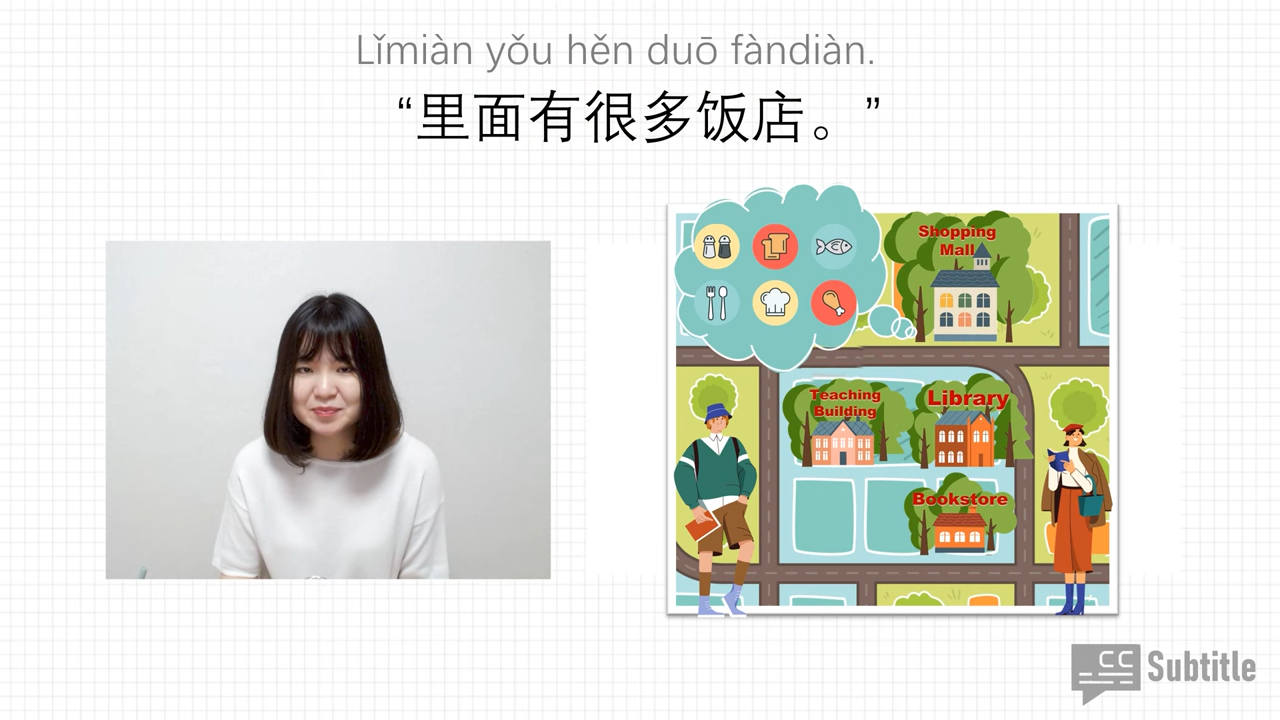 Lǐmiàn yǒu hěn duō fàndiàn.
“里面有很多饭店。”
Shopping
Mall
Teaching
Building
Library
Bookstore
CC
Subtitle